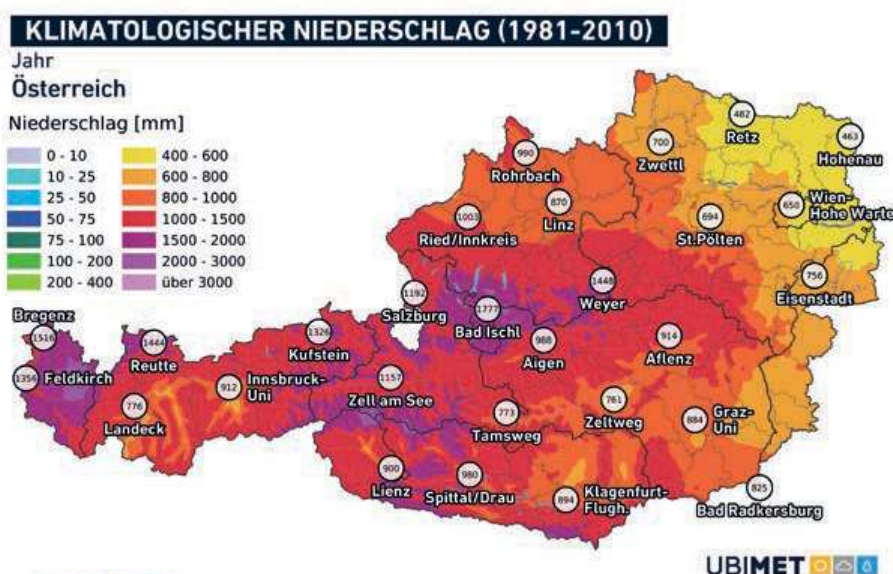 KLIMATOLOGISCHER NIEDERSCHLAG (1981-2010)
Jahr
Österreich
Niederschlag [mm]
0 - 10
10 - 25
25 - 50
50 - 75
75 - 100
100 - 200
200 - 400
400 - 600
600 - 800
800 - 1000
1000 - 1500
1500 - 2000
2000 - 3000
über 3000
482
Retz
463
Hohenau
700
Zwettl
990
Rohrbach
650
Wien-
Hohe Warte
870
Linz
1003
Ried/Innkreis
694
St.Pölten
756
Eisenstadt
1448
Weyer
1192
Salzburg
1777
Bad Ischl
Bregenz
1516
1444
Reutte
1326
Kufstein
988
Aigen
914
Aflenz
1356
Feldkirch
912
Innsbruck-
Uni
1157
Zell am See
776
Landeck
773
Tamsweg
761
Zeltweg
884
Graz-
Uni
900
Lienz
980
Spittal/Drau
894
Klagenfurt-
Flugh.
825
Bad Radkersburg
UBIMET